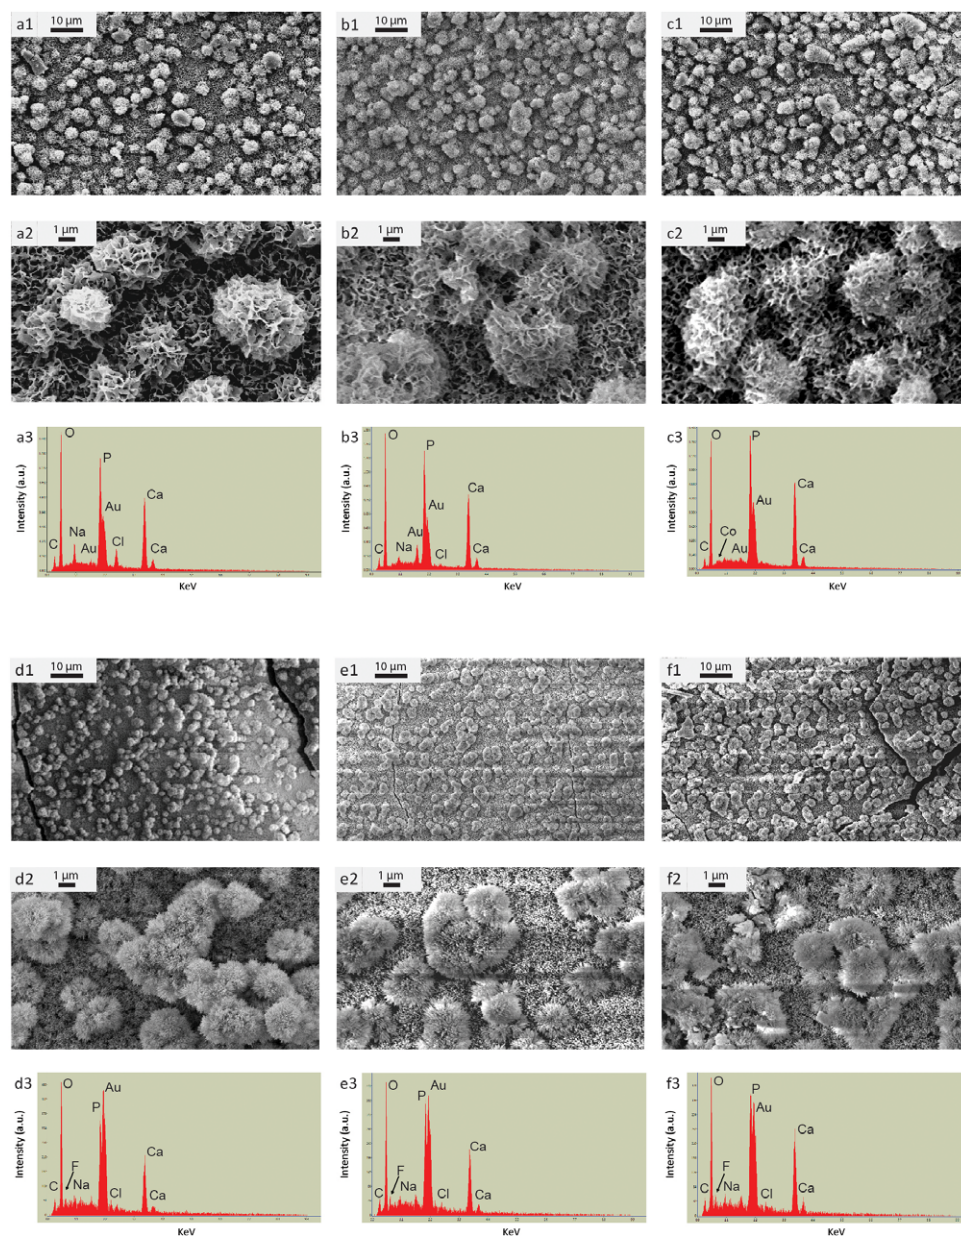 a1 10 µm
b1 10 µm
c1 10 µm
a2 1 µm
b2 1 µm
c2 1 µm
a3
Intensity (a.u.)
O
P
Au
Ca
Na
Au
Cl
C
Ca
KeV
b3
Intensity (a.u.)
O
P
Ca
Au
Au
Na
C
Cl
Ca
KeV
c3
Intensity (a.u.)
O
P
Ca
Au
Co
C
Au
Ca
KeV
d1 10 µm
e1 10 µm
f1 10 µm
d2 1 µm
e2 1 µm
f2 1 µm
d3
Intensity (a.u.)
O
Au
P
Ca
F
Na
C
Cl
Ca
KeV
e3
Intensity (a.u.)
O
Au
P
Ca
F
C
Na
Cl
Ca
KeV
f3
Intensity (a.u.)
O
P
Au
Ca
F
Na
C
Cl
Ca
KeV